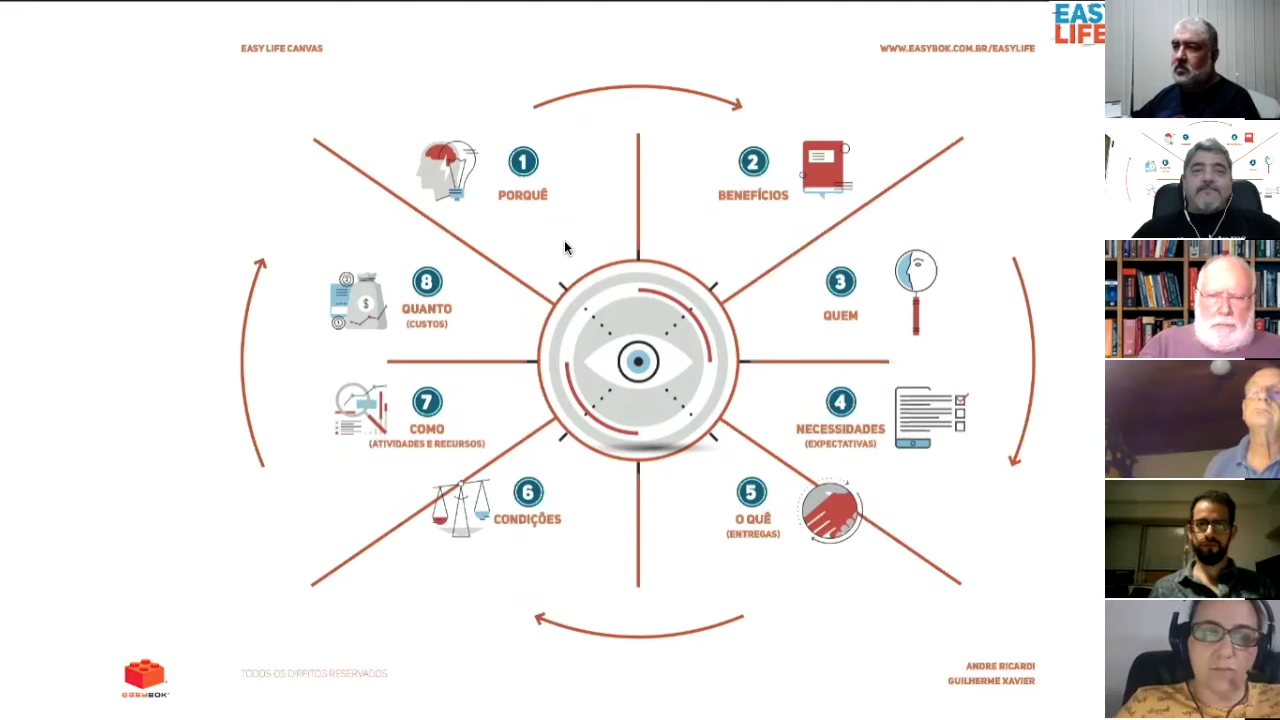 EASY LIFE CANVAS
WWW.EASYBOK.COM.BR/EASYLIFE
EASY
LIFE
1
PORQUÊ
2
BENEFÍCIOS
3
QUEM
4
NECESSIDADES
(EXPECTATIVAS)
5
O QUÊ
(ENTREGAS)
6
CONDIÇÕES
7
COMO
(ATIVIDADES E RECURSOS)
8
QUANTO
(CUSTOS)
$
easyBOK
TODOS OS DIREITOS RESERVADOS
ANDRE RICARDI
GUILHERME XAVIER